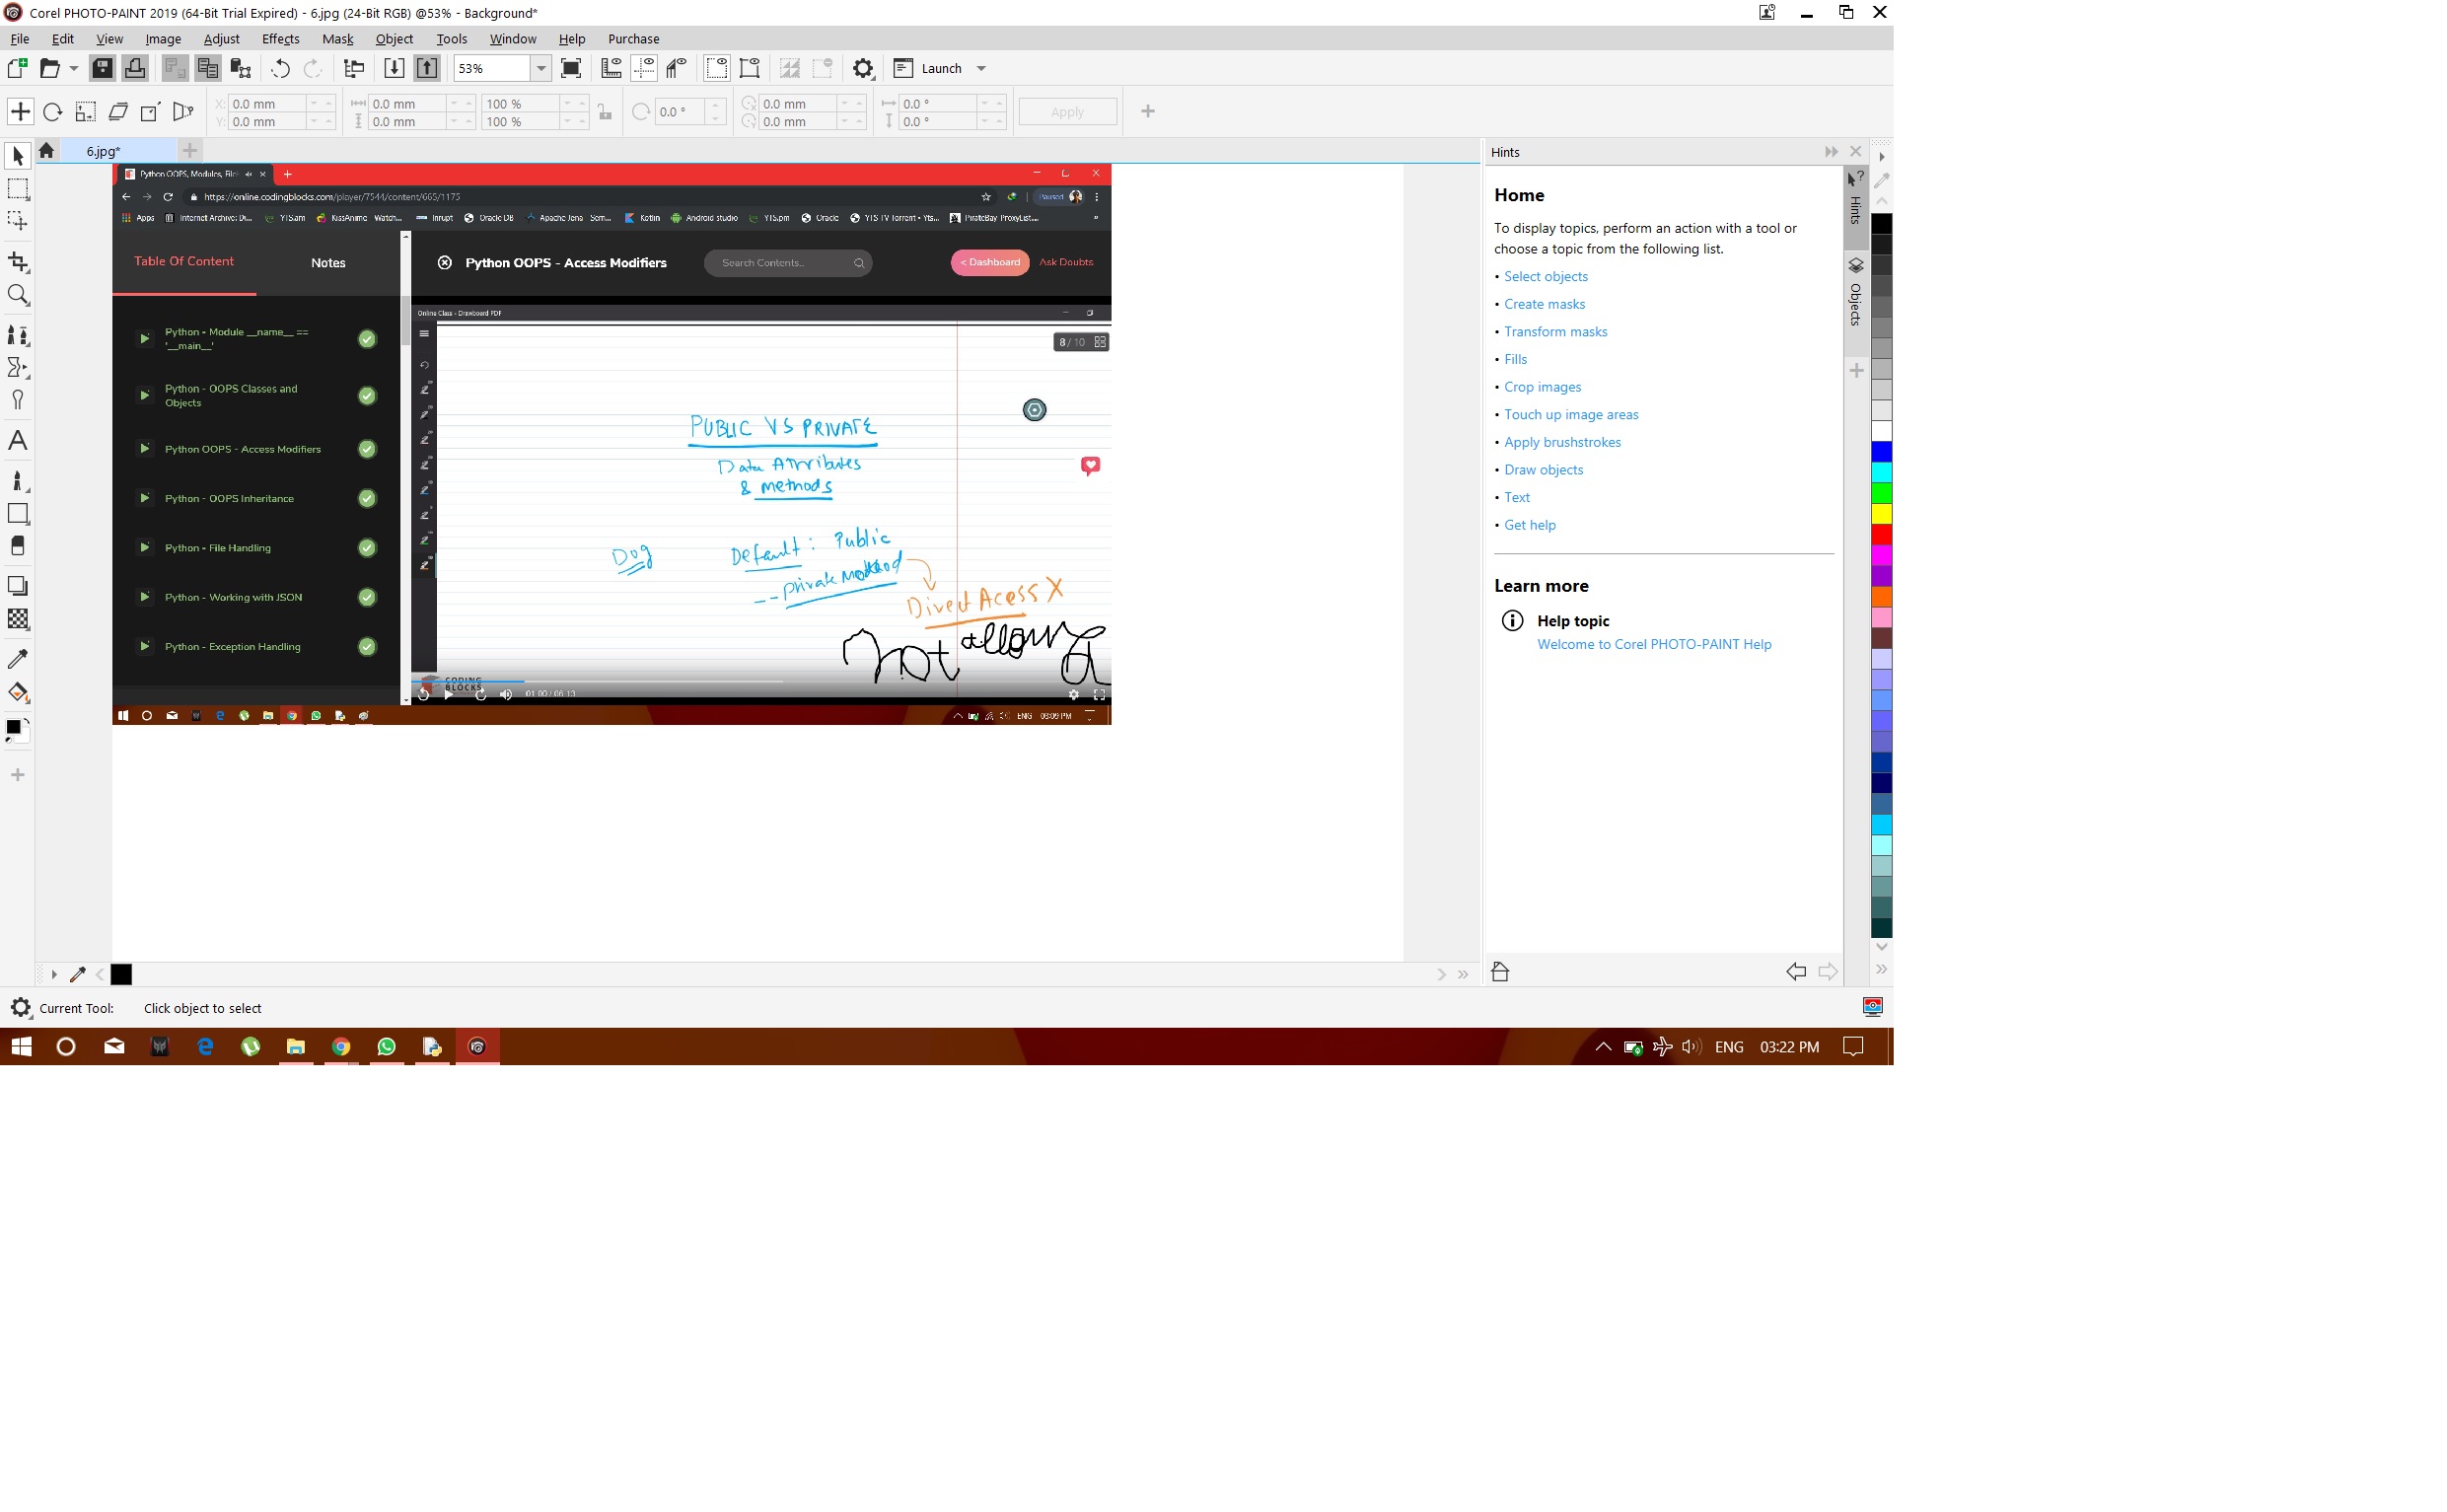 Corel PHOTO-PAINT 2019 (64-Bit Trial Expired) - 6.jpg (24-Bit RGB) @53% - Background*
File Edit View Image Adjust Effects Mask Object Tools Window Help Purchase
53% Launch
X: 0.0 mm 0.0 mm 100 % 0.0 ° 0.0 mm 0.0 ° Apply
Y: 0.0 mm 0.0 mm 100 % 0.0 mm 0.0 °
6.jpg*
Python OOPS, Modules, File
https://online.codingblocks.com/player/7544/content/665/1175
Paused
Apps Internet Archive: Di... YTS.am KissAnime Watch... Inrupt Oracle DB Apache Jena Sem... Kotlin Android studio YTS.pm Oracle YTS TV Torrent • Yts... PirateBay ProxyList... »
Table Of Content Notes
Python OOPS - Access Modifiers
Search Contents..
< Dashboard Ask Doubts
Python - Module __name__ ==
'__main__'
Python - OOPS Classes and
Objects
Python OOPS - Access Modifiers
Python - OOPS Inheritance
Python - File Handling
Python - Working with JSON
Python - Exception Handling
Online Class - Drawboard PDF
8 / 10
PUBLIC VS PRIVATE
Data Attributes
& methods
Dog Default : Public
-- private method
Direct Acess X
not allowed
CODING
BLOCKS
01:00 / 06:13
ENG 03:09 PM
Hints
Home
To display topics, perform an action with a tool or
choose a topic from the following list.
• Select objects
• Create masks
• Transform masks
• Fills
• Crop images
• Touch up image areas
• Apply brushstrokes
• Draw objects
• Text
• Get help
Learn more
Help topic
Welcome to Corel PHOTO-PAINT Help
Hints
Objects
Current Tool: Click object to select
ENG 03:22 PM